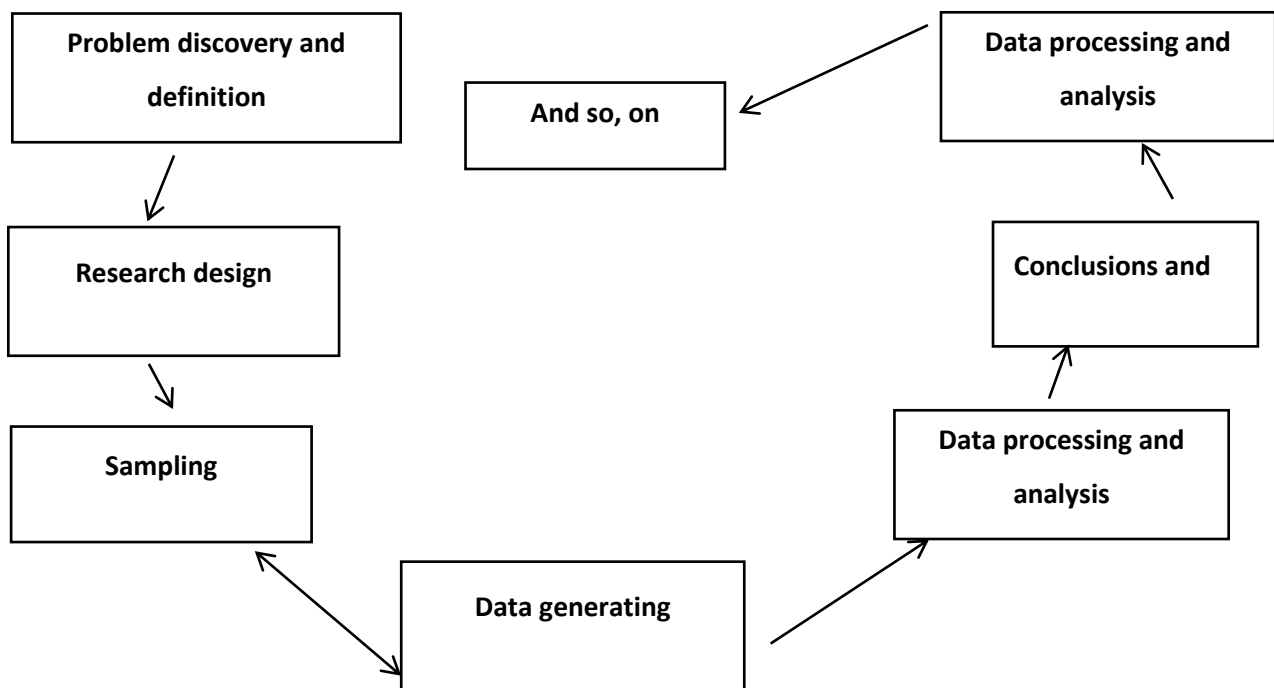 Problem discovery and
definition
Research design
Sampling
Data generating
Data processing and
analysis
Conclusions and
Data processing and
analysis
And so, on